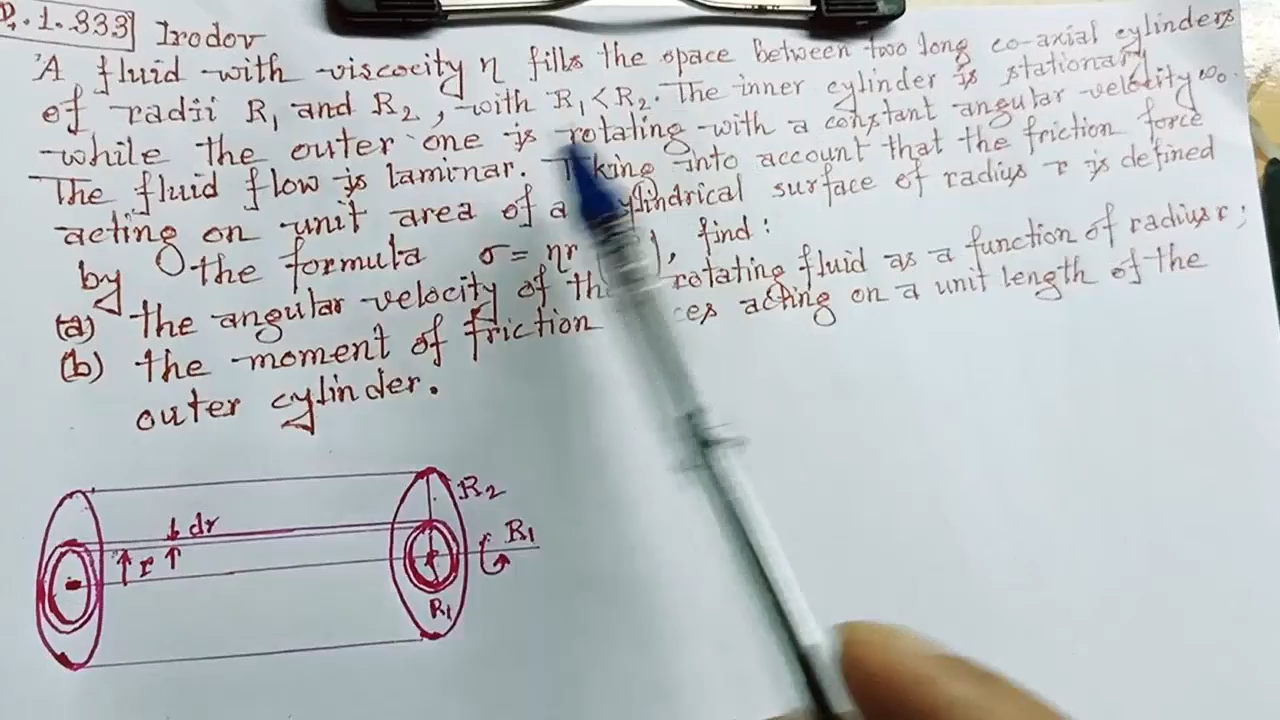 P.1.333 Irodov
'A fluid with viscocity η fills the space between two long co-axial cylinders
of radii R₁ and R₂, with R₁ < R₂. The inner cylinder is stationary
while the outer one is rotating with a constant angular velocity ω₀.
The fluid flow is laminar. Taking into account that the friction force
acting on unit area of a cylindrical surface of radius r is defined
by the formula σ = ηr ( ), find :
(a) the angular velocity of the rotating fluid as a function of radius r ;
(b) the moment of friction acting on a unit length of the
outer cylinder.
R₂
dr
R₁
r
R₁